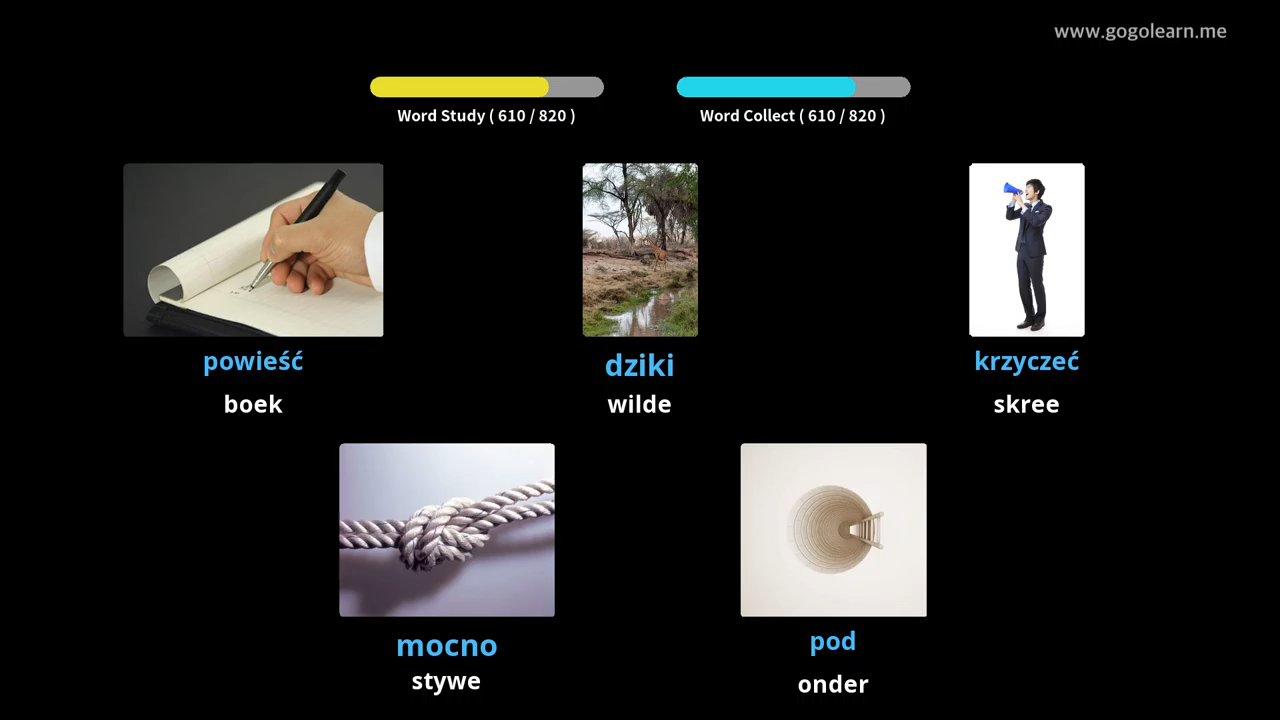 www.gogolearn.me
Word Study ( 610 / 820 )
Word Collect ( 610 / 820 )
powieść
boek
dziki
wilde
krzyczeć
skree
mocno
stywe
pod
onder